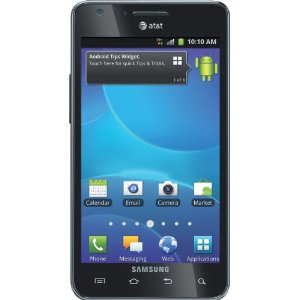 at&t
10:10 AM
Android Tips Widget.
Touch here for quick Tips & Tricks.
1 of 5
Calendar
Email
Camera
Market
Phone
Messaging
Web
Applications
SAMSUNG